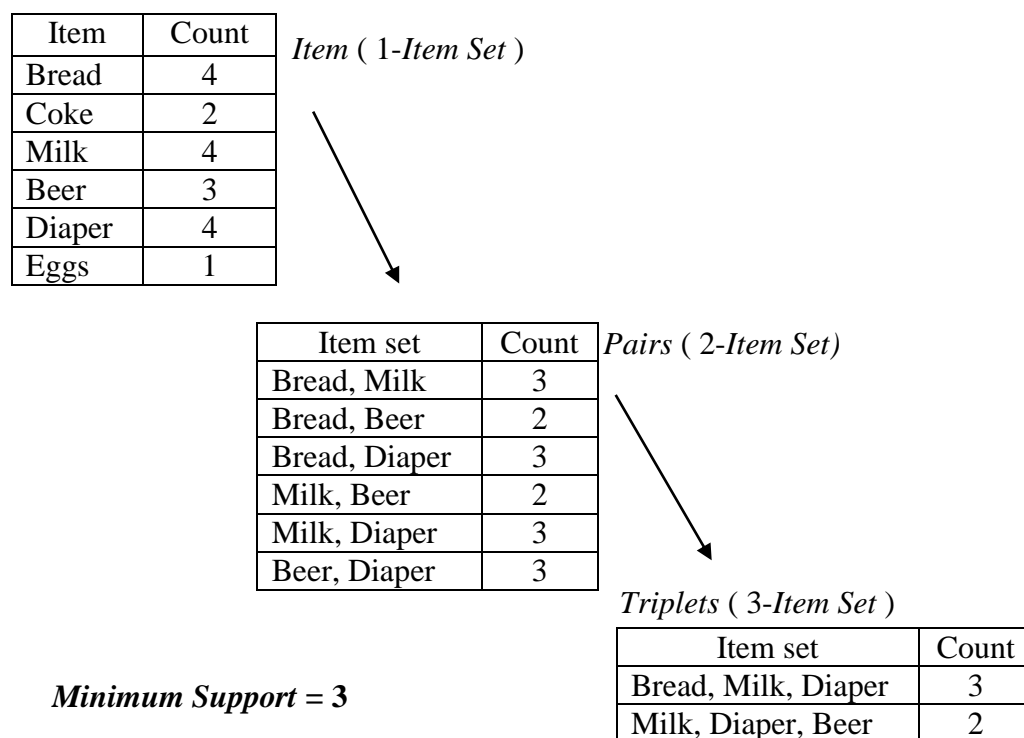 Item Count
Item ( 1-Item Set )
Bread 4
Coke 2
Milk 4
Beer 3
Diaper 4
Eggs 1
Item set Count
Pairs ( 2-Item Set)
Bread, Milk 3
Bread, Beer 2
Bread, Diaper 3
Milk, Beer 2
Milk, Diaper 3
Beer, Diaper 3
Triplets ( 3-Item Set )
Item set Count
Bread, Milk, Diaper 3
Milk, Diaper, Beer 2
Minimum Support = 3